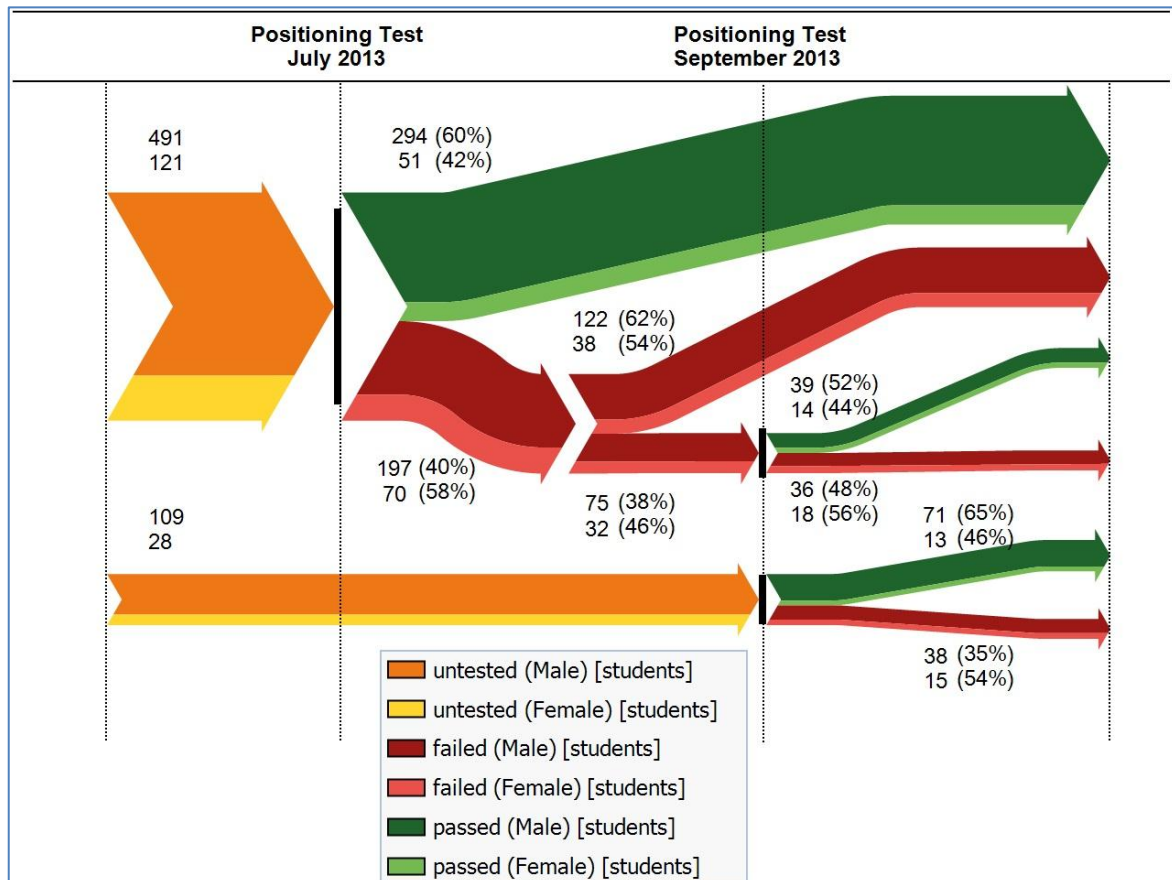 Positioning Test
July 2013
Positioning Test
September 2013
491
121
294 (60%)
51 (42%)
122 (62%)
38 (54%)
39 (52%)
14 (44%)
197 (40%)
70 (58%)
75 (38%)
32 (46%)
36 (48%)
18 (56%)
71 (65%)
13 (46%)
109
28
38 (35%)
15 (54%)
untested (Male) [students]
untested (Female) [students]
failed (Male) [students]
failed (Female) [students]
passed (Male) [students]
passed (Female) [students]